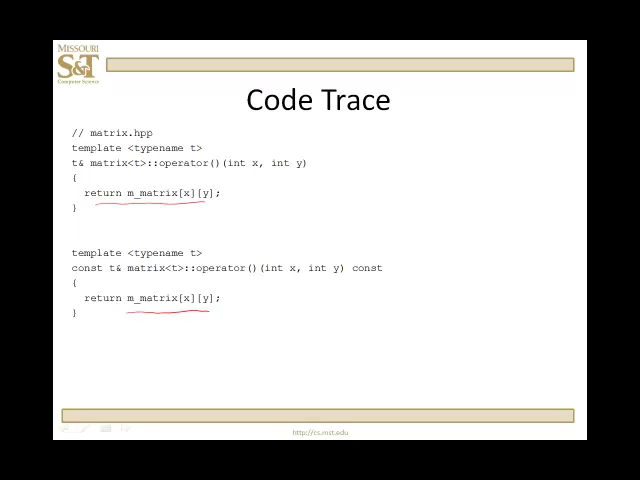 MISSOURI
S&T
Computer Science
Code Trace
// matrix.hpp
template <typename t>
t& matrix<t>::operator()(int x, int y)
{
return m_matrix[x][y];
}
template <typename t>
const t& matrix<t>::operator()(int x, int y) const
{
return m_matrix[x][y];
}
http://cs.mst.edu